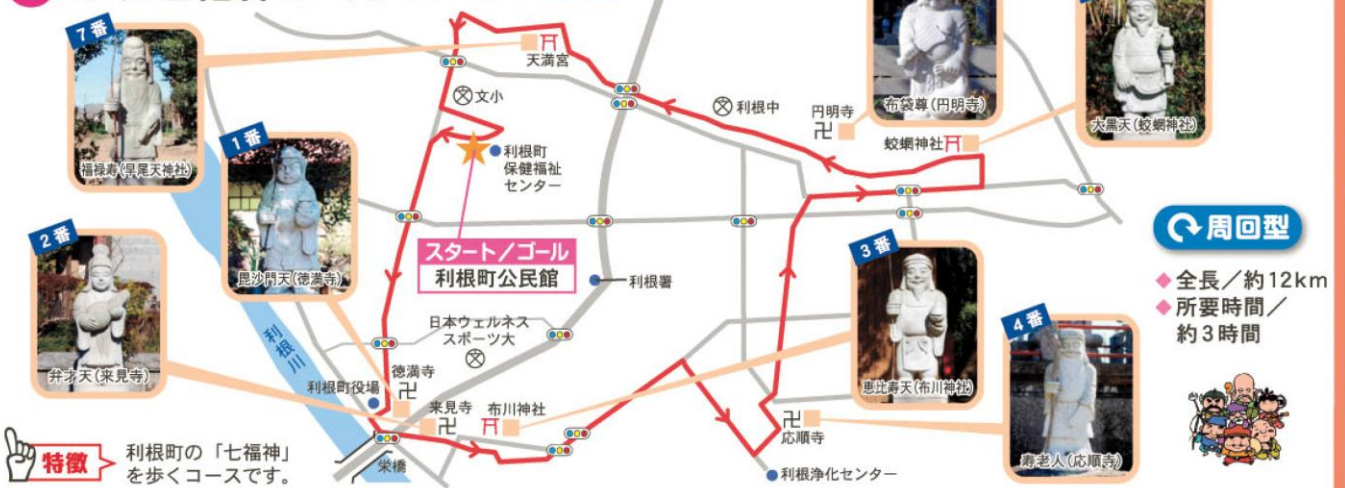 7番
福禄寿(早尾天神社)
天満宮
文小
利根中
円明寺
布袋尊(円明寺)
蛟蝄神社
大黒天(蛟蝄神社)
1番
毘沙門天(徳満寺)
利根町
保健福祉
センター
スタート/ゴール
利根町公民館
利根署
2番
弁才天(来見寺)
利根川
日本ウェルネス
スポーツ大
利根町役場
徳満寺
来見寺
布川神社
栄橋
3番
恵比寿天(布川神社)
4番
寿老人(応順寺)
応順寺
利根浄化センター
周回型
◆全長/約12km
◆所要時間/
約3時間
特徴
利根町の「七福神」
を歩くコースです。